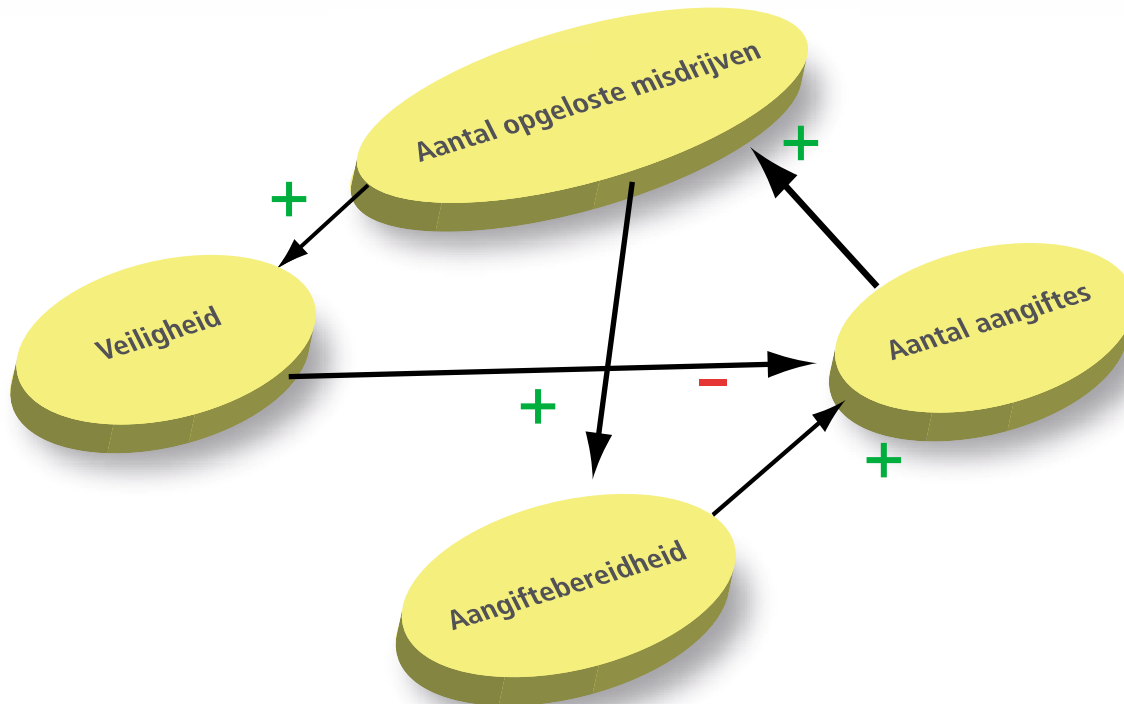 Aantal opgeloste misdrijven
+
+
Veiligheid
Aantal aangiftes
+
−
+
Aangiftebereidheid